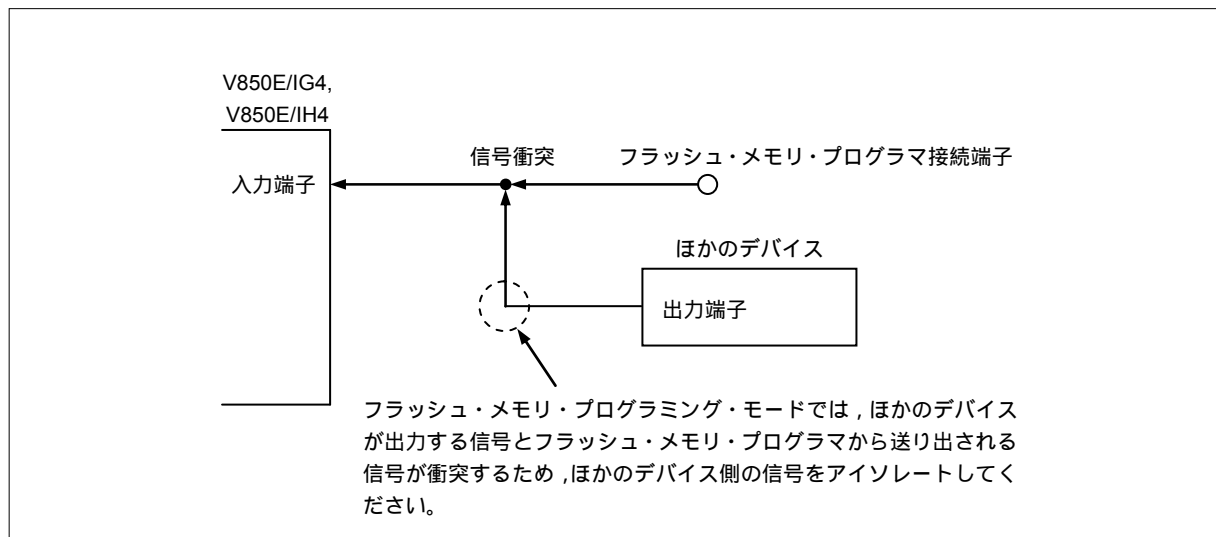 V850E/IG4,
V850E/IH4
信号衝突
フラッシュ・メモリ・プログラマ接続端子
入力端子
ほかのデバイス
出力端子
フラッシュ・メモリ・プログラミング・モードでは，ほかのデバイス
が出力する信号とフラッシュ・メモリ・プログラマから送り出される
信号が衝突するため，ほかのデバイス側の信号をアイソレートしてく
ださい。